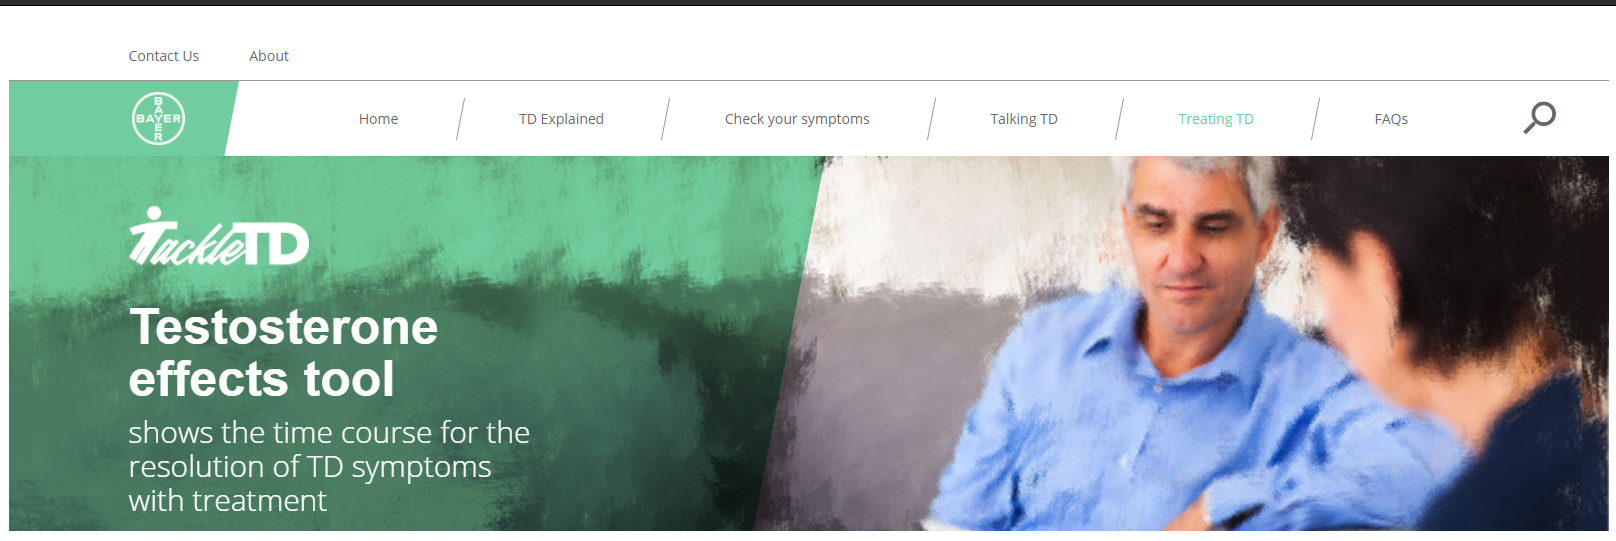 Contact Us
About
BAYER
BAYER
Home
TD Explained
Check your symptoms
Talking TD
Treating TD
FAQs
TackleTD
Testosterone
effects tool
shows the time course for the
resolution of TD symptoms
with treatment